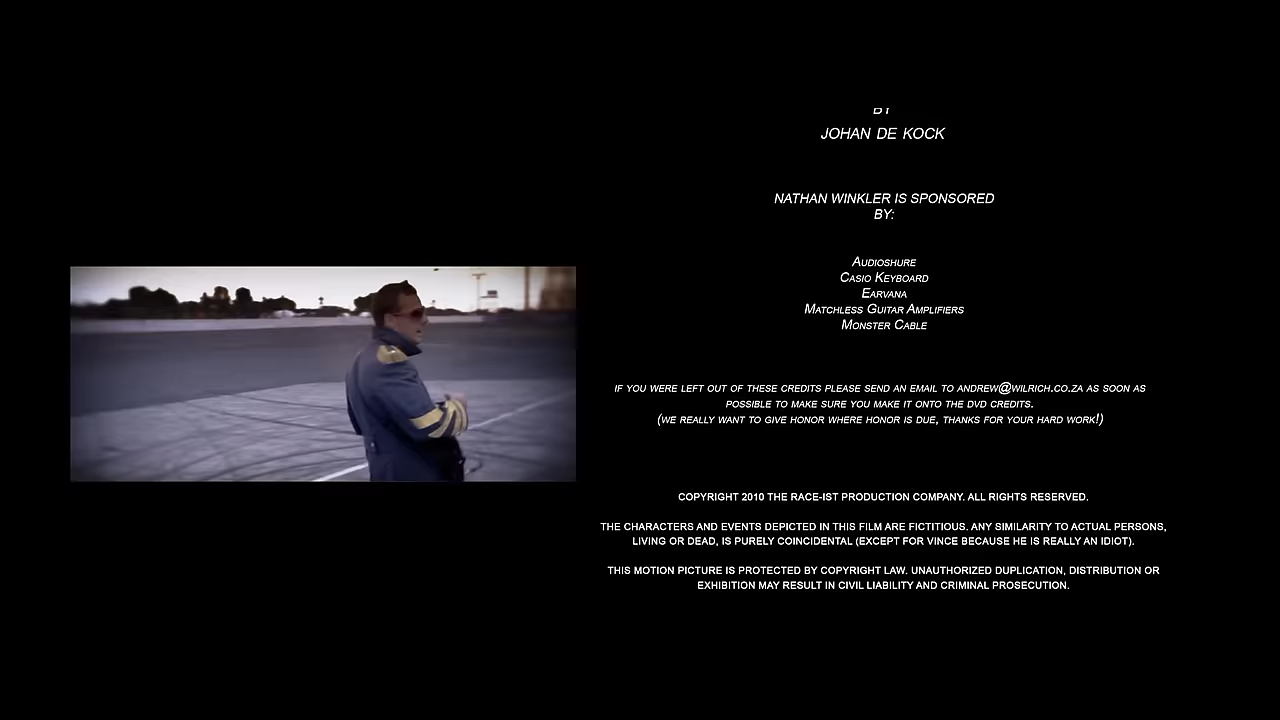 BY
JOHAN DE KOCK
NATHAN WINKLER IS SPONSORED
BY:
AUDIOSHURE
CASIO KEYBOARD
EARVANA
MATCHLESS GUITAR AMPLIFIERS
MONSTER CABLE
IF YOU WERE LEFT OUT OF THESE CREDITS PLEASE SEND AN EMAIL TO ANDREW@WILRICH.CO.ZA AS SOON AS
POSSIBLE TO MAKE SURE YOU MAKE IT ONTO THE DVD CREDITS.
(WE REALLY WANT TO GIVE HONOR WHERE HONOR IS DUE, THANKS FOR YOUR HARD WORK!)
COPYRIGHT 2010 THE RACE-IST PRODUCTION COMPANY. ALL RIGHTS RESERVED.
THE CHARACTERS AND EVENTS DEPICTED IN THIS FILM ARE FICTITIOUS. ANY SIMILARITY TO ACTUAL PERSONS,
LIVING OR DEAD, IS PURELY COINCIDENTAL (EXCEPT FOR VINCE BECAUSE HE IS REALLY AN IDIOT).
THIS MOTION PICTURE IS PROTECTED BY COPYRIGHT LAW. UNAUTHORIZED DUPLICATION, DISTRIBUTION OR
EXHIBITION MAY RESULT IN CIVIL LIABILITY AND CRIMINAL PROSECUTION.